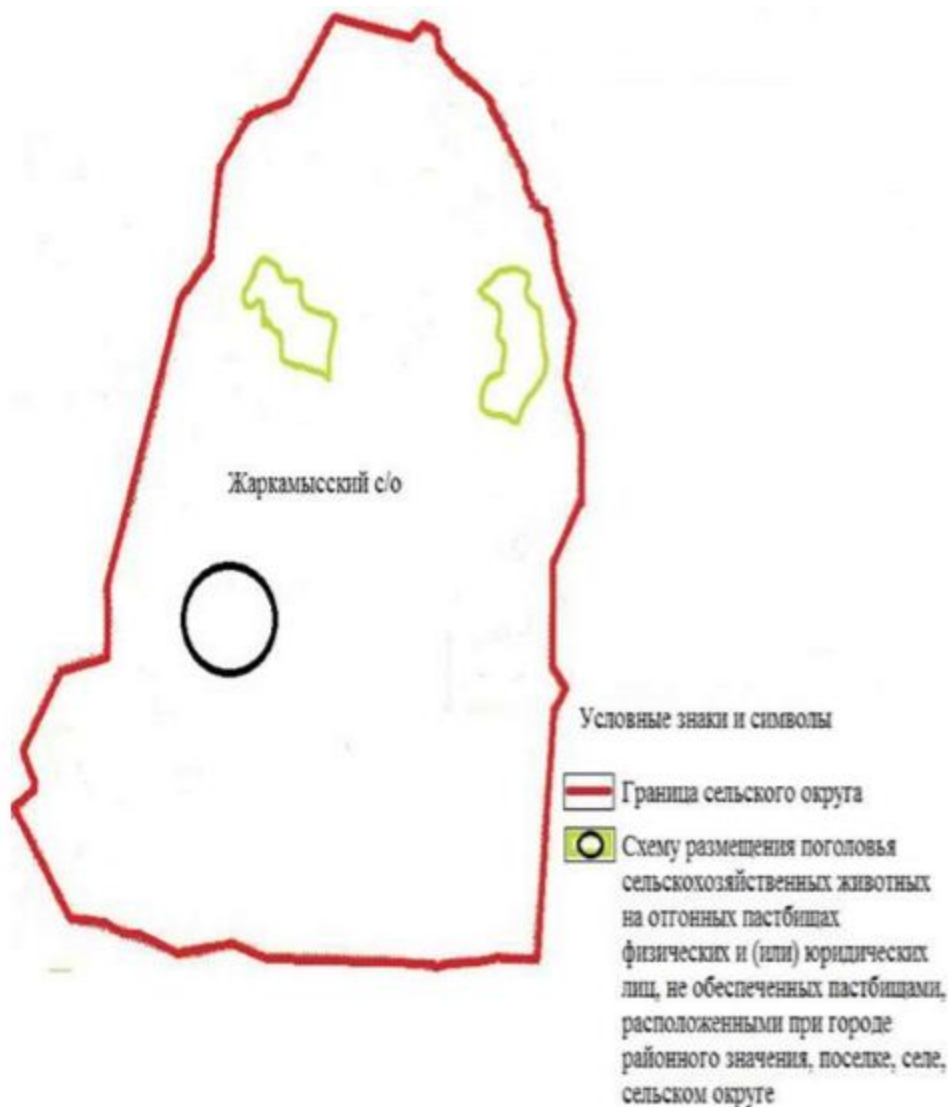 Жаркамысский с/о
Условные знаки и символы
Граница сельского округа
Схему размещения поголовья
сельскохозяйственных животных
на отгонных пастбищах
физических и (или) юридических
лиц, не обеспеченных пастбищами,
расположенными при городе
районного значения, поселке, селе,
сельском округе